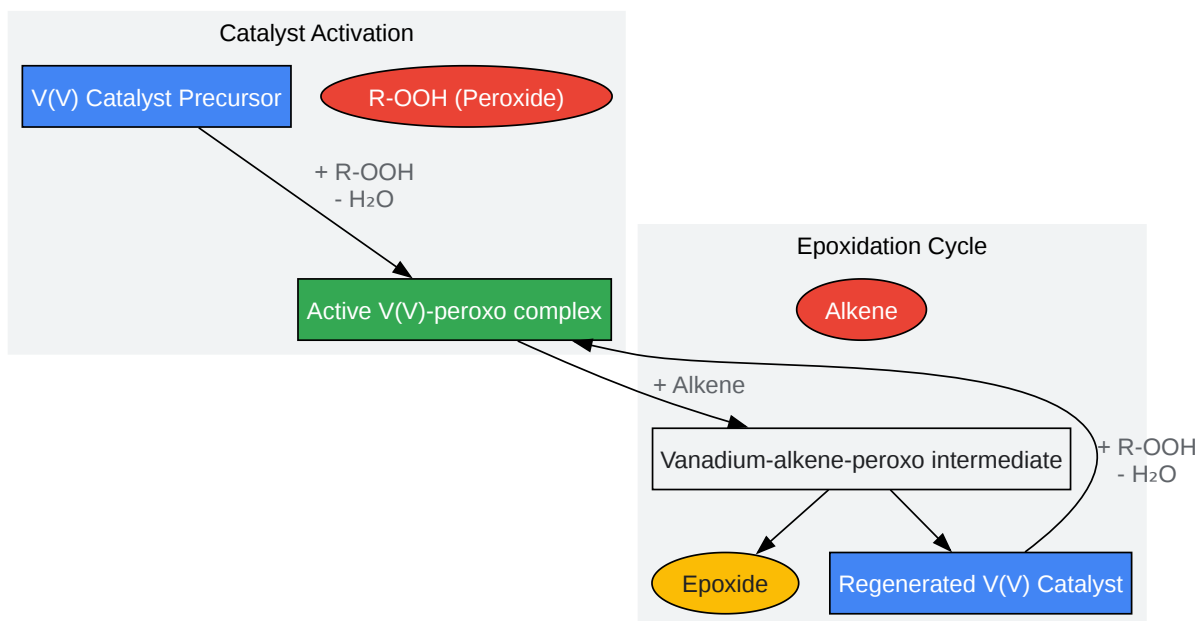 Catalyst Activation
V(V) Catalyst Precursor
R-OOH (Peroxide)
+ R-OOH
- H₂O
Active V(V)-peroxo complex
Epoxidation Cycle
Alkene
+ Alkene
Vanadium-alkene-peroxo intermediate
+ R-OOH
- H₂O
Epoxide
Regenerated V(V) Catalyst